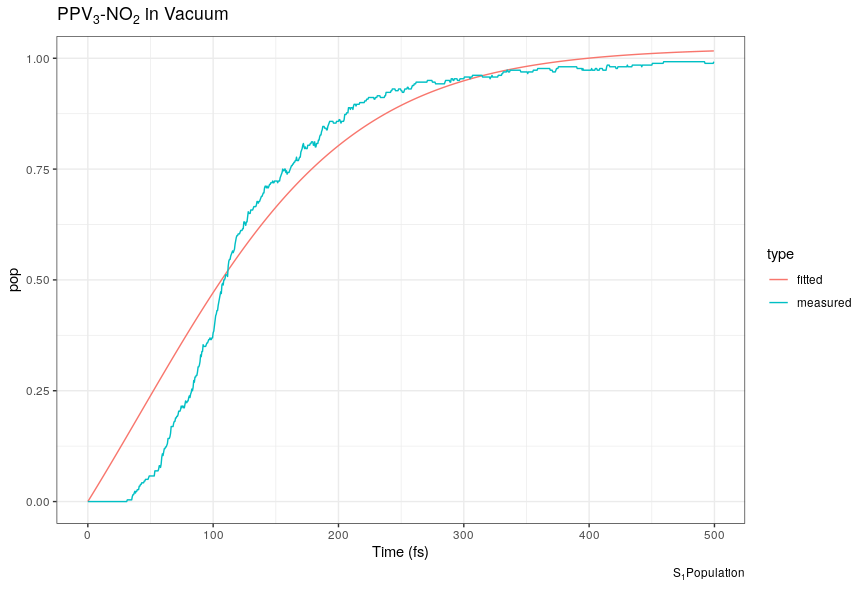 PPV₃-NO₂ in Vacuum
1.00
0.75
0.50
0.25
0.00
pop
0 100 200 300 400 500
Time (fs)
type
fitted
measured
S₁Population